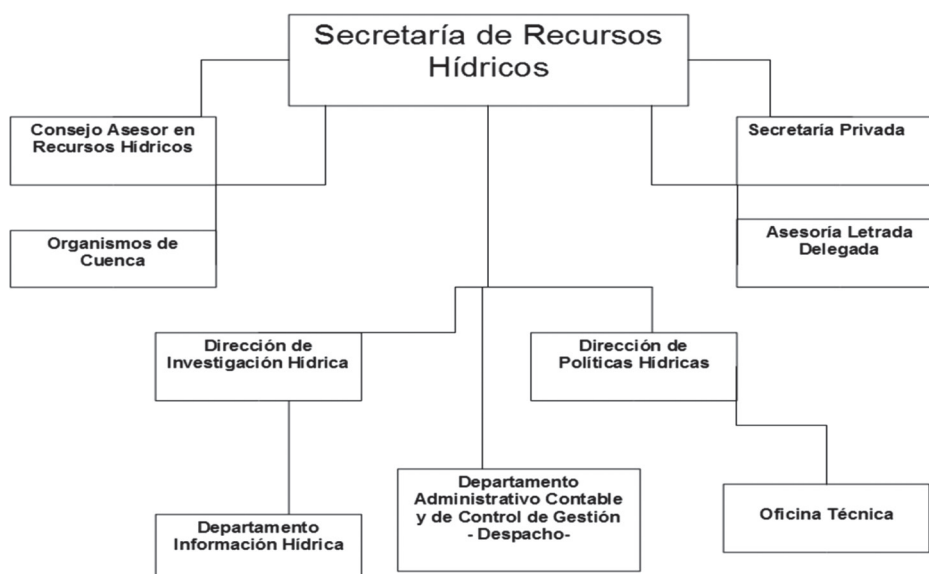 Secretaría de Recursos
Hídricos
Consejo Asesor en
Recursos Hídricos
Secretaría Privada
Organismos de
Cuenca
Asesoría Letrada
Delegada
Dirección de
Investigación Hídrica
Dirección de
Políticas Hídricas
Departamento
Administrativo Contable
y de Control de Gestión
- Despacho-
Departamento
Información Hídrica
Oficina Técnica